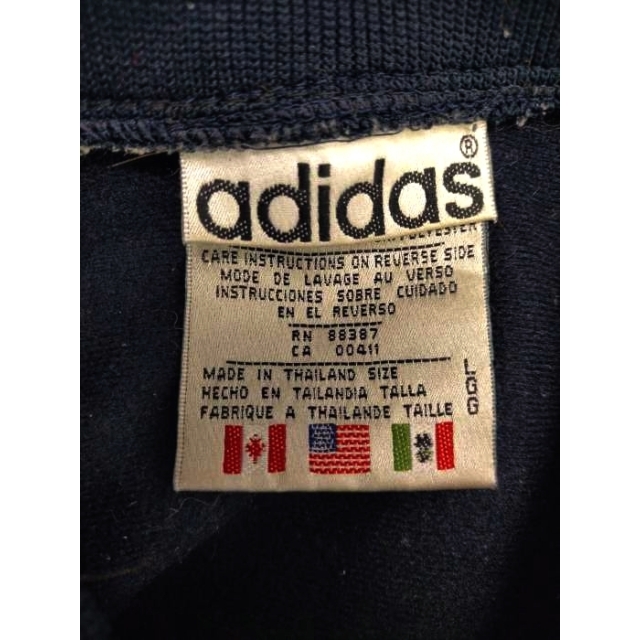 adidas®
POLYESTER
CARE INSTRUCTIONS ON REVERSE SIDE
MODE DE LAVAGE AU VERSO
INSTRUCCIONES SOBRE CUIDADO
EN EL REVERSO
RN 88387
CA 00411
MADE IN THAILAND SIZE L
HECHO EN TAILANDIA TALLA G
FABRIQUE A THAILANDE TAILLE G